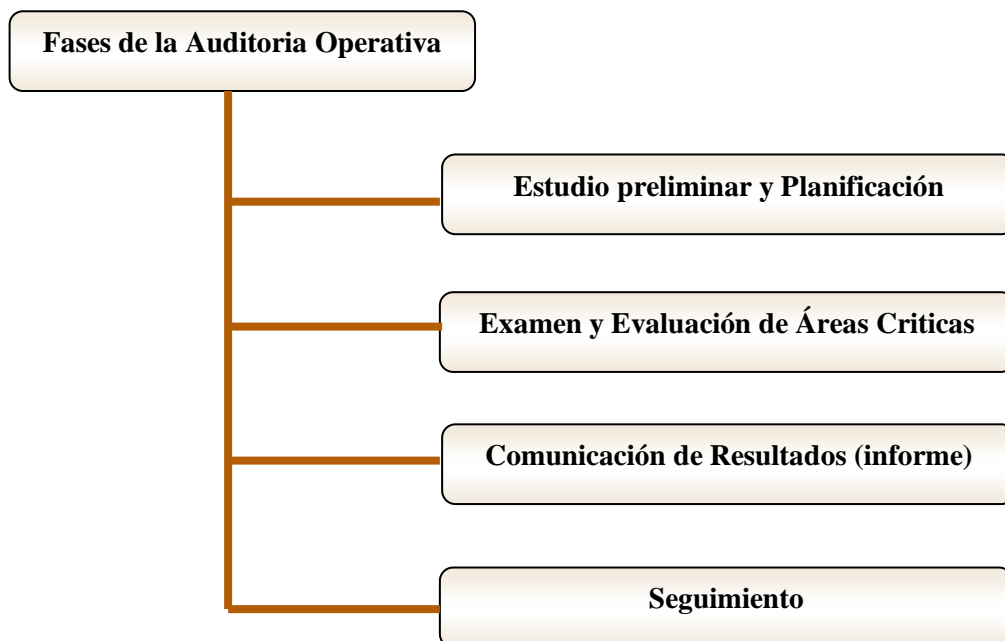 Fases de la Auditoria Operativa
Estudio preliminar y Planificación
Examen y Evaluación de Áreas Criticas
Comunicación de Resultados (informe)
Seguimiento